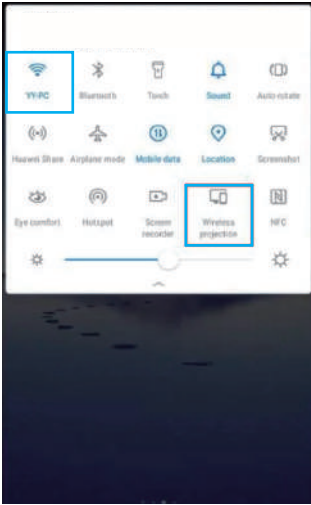 YY-PC Bluetooth Torch Sound Auto-rotate
Huawei Share Airplane mode Mobile data Location Screenshot
Eye comfort Hotspot Screen recorder Wireless projection NFC